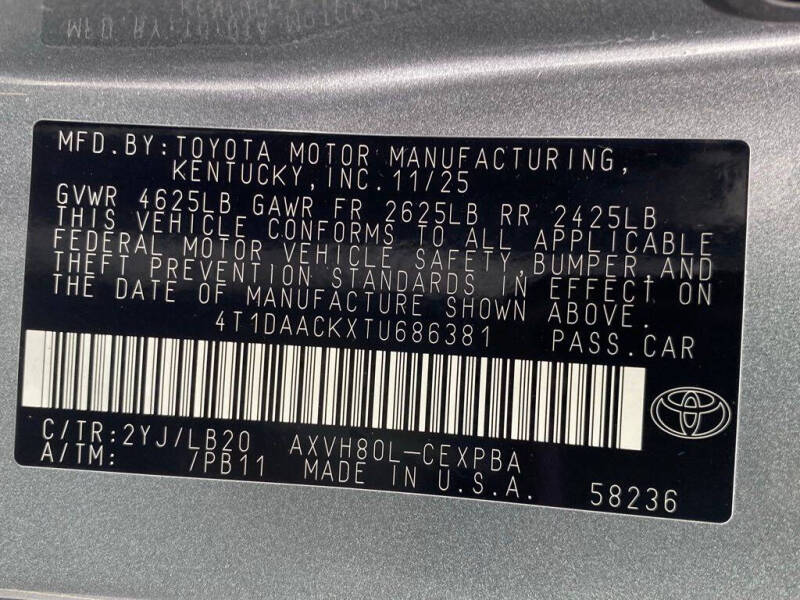 MFD.BY:TOYOTA MOTOR MANUFACTURING,
KENTUCKY,INC.11/25
GVWR 4625LB GAWR FR 2625LB RR 2425LB
THIS VEHICLE CONFORMS TO ALL APPLICABLE
FEDERAL MOTOR VEHICLE SAFETY,BUMPER,AND
THEFT PREVENTION STANDARDS IN EFFECT ON
THE DATE OF MANUFACTURE SHOWN ABOVE.
4T1DAACKXTU686381 PASS.CAR
C/TR:2YJ/LB20 AXVH80L-CEXPBA
A/TM: /PB11 MADE IN U.S.A. 58236